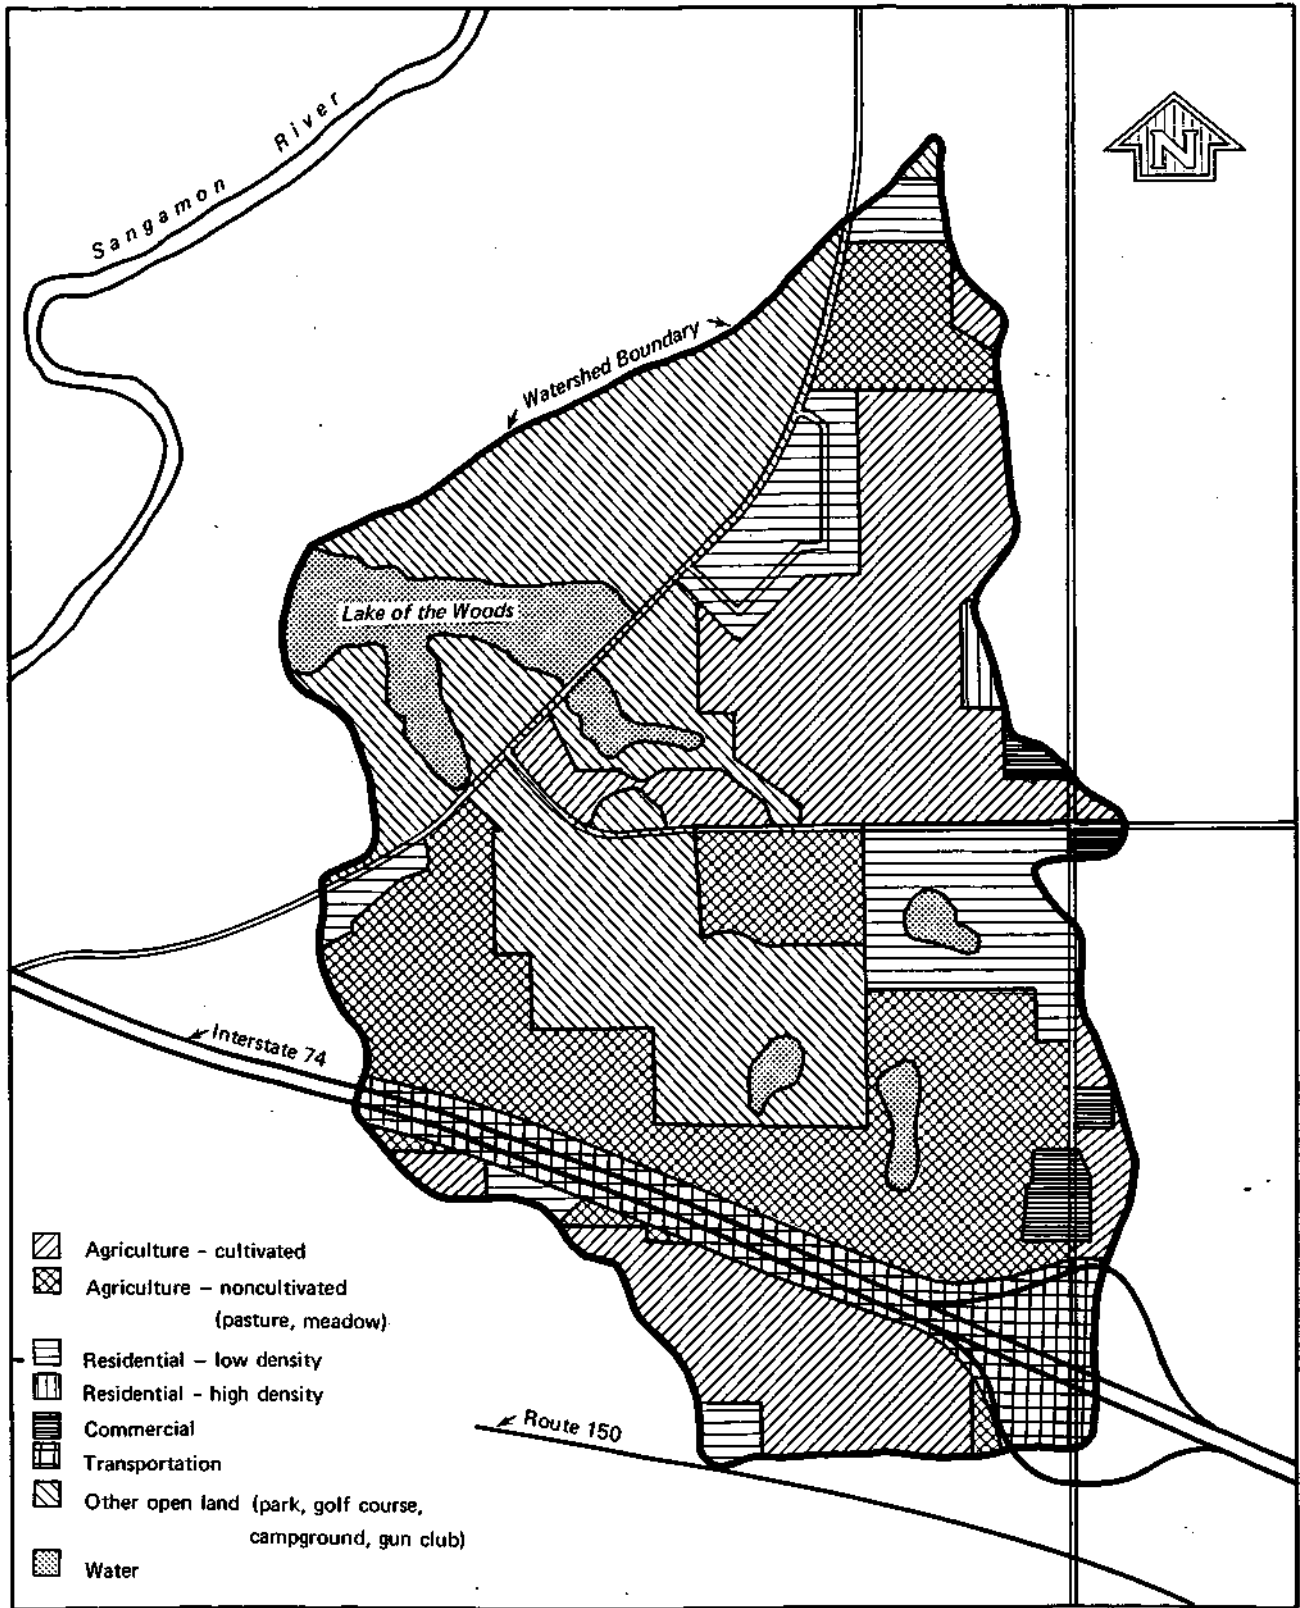 N
Sangamon River
Watershed Boundary
Lake of the Woods
Interstate 74
Agriculture - cultivated
Agriculture - noncultivated
(pasture, meadow)
Residential - low density
Residential - high density
Commercial
Transportation
Other open land (park, golf course,
campground, gun club)
Water
Route 150